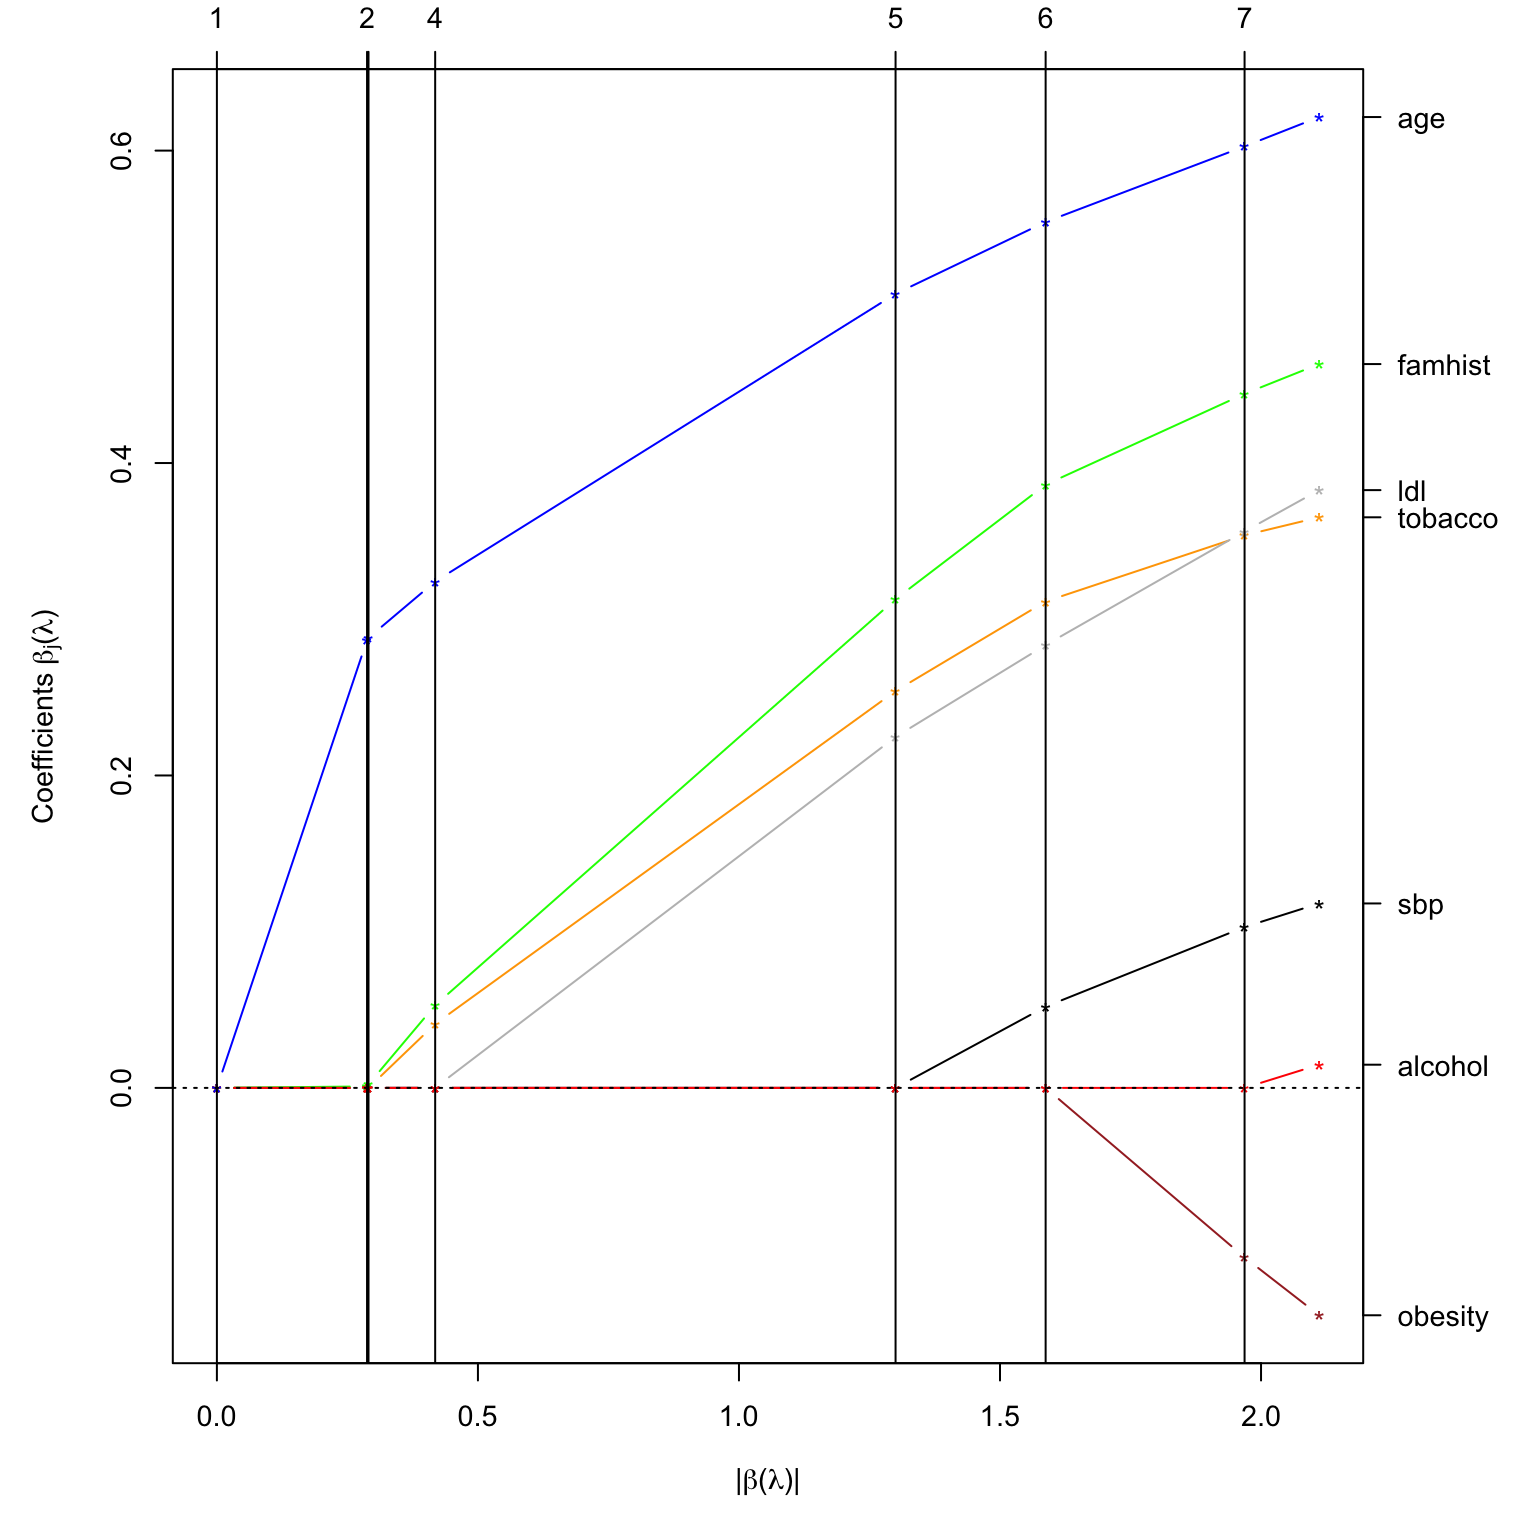 1 2 4 5 6 7
0.6
0.4
0.2
0.0
Coefficients βj(λ)
age
famhist
ldl
tobacco
sbp
alcohol
obesity
0.0 0.5 1.0 1.5 2.0
|β(λ)|